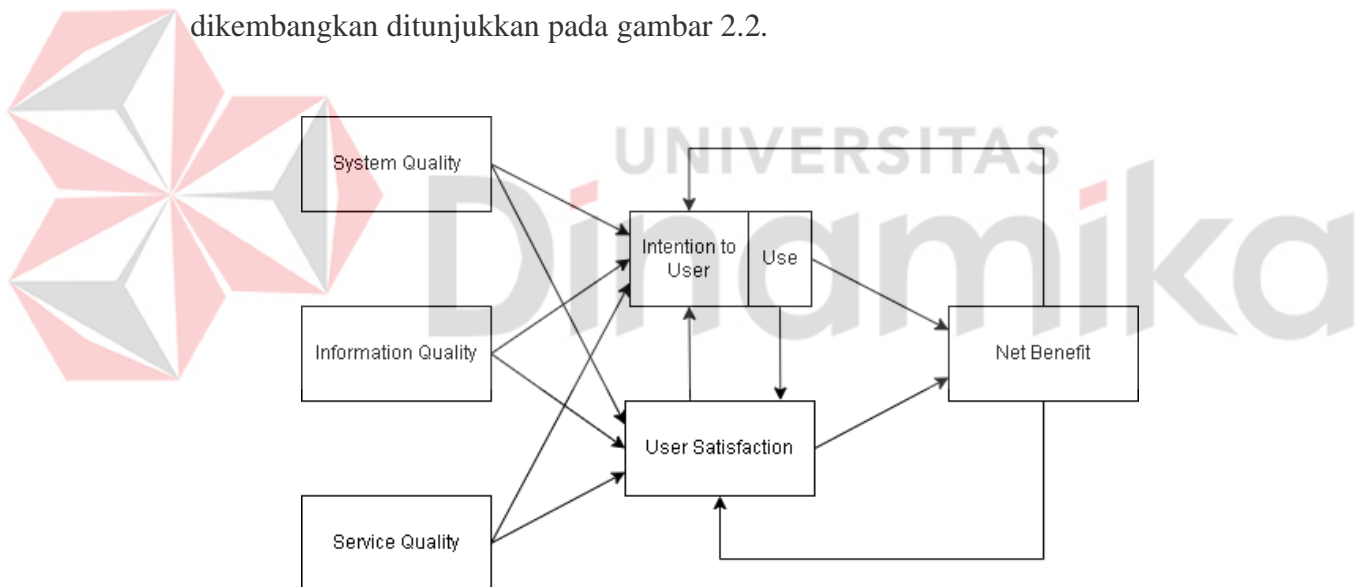 dikembangkan ditunjukkan pada gambar 2.2.
UNIVERSITAS
Dinamika
System Quality
Intention to
User
Use
Information Quality
Net Benefit
User Satisfaction
Service Quality